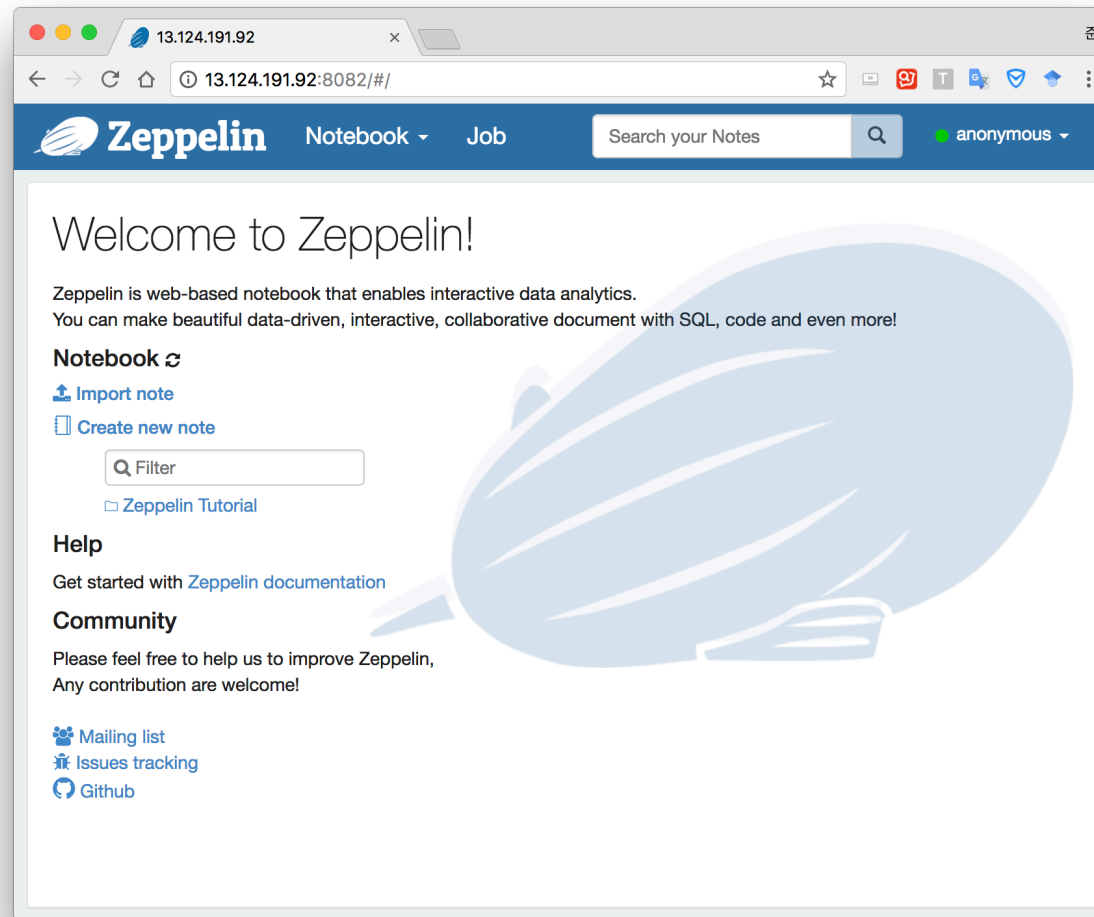 13.124.191.92
준
13.124.191.92:8082/#/
T
G
Zeppelin Notebook Job Search your Notes anonymous
Welcome to Zeppelin!
Zeppelin is web-based notebook that enables interactive data analytics.
You can make beautiful data-driven, interactive, collaborative document with SQL, code and even more!
Notebook
Import note
Create new note
Filter
Zeppelin Tutorial
Help
Get started with Zeppelin documentation
Community
Please feel free to help us to improve Zeppelin,
Any contribution are welcome!
Mailing list
Issues tracking
Github